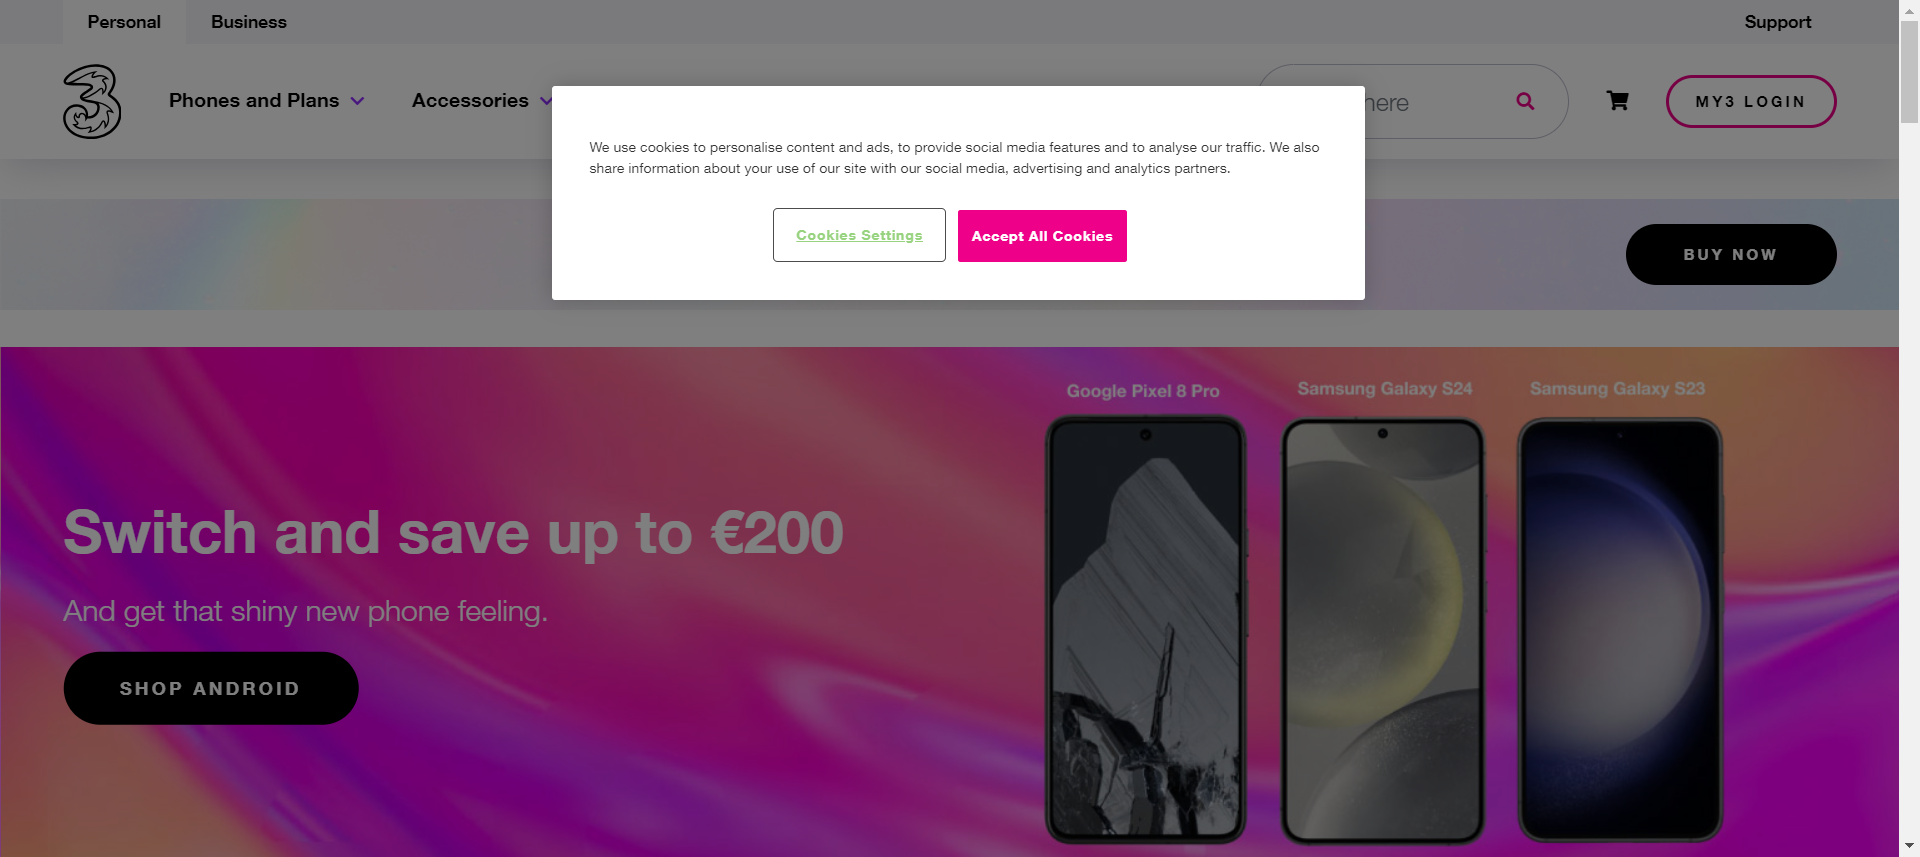 Personal
Business
Support
3
Phones and Plans
Accessories
here
MY3 LOGIN
We use cookies to personalise content and ads, to provide social media features and to analyse our traffic. We also
share information about your use of our site with our social media, advertising and analytics partners.
Cookies Settings
Accept All Cookies
BUY NOW
Google Pixel 8 Pro
Samsung Galaxy S24
Samsung Galaxy S23
Switch and save up to €200
And get that shiny new phone feeling.
SHOP ANDROID